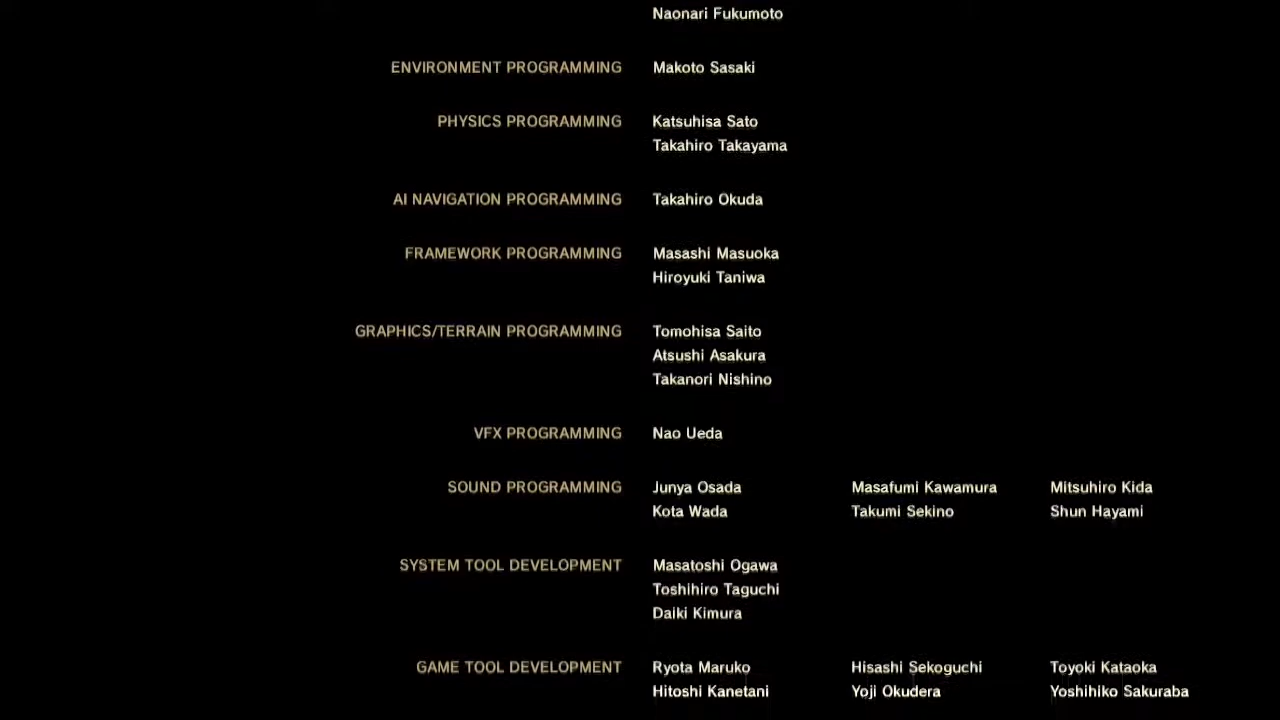 Naonari Fukumoto
ENVIRONMENT PROGRAMMING Makoto Sasaki
PHYSICS PROGRAMMING Katsuhisa Sato
Takahiro Takayama
AI NAVIGATION PROGRAMMING Takahiro Okuda
FRAMEWORK PROGRAMMING Masashi Masuoka
Hiroyuki Taniwa
GRAPHICS/TERRAIN PROGRAMMING Tomohisa Saito
Atsushi Asakura
Takanori Nishino
VFX PROGRAMMING Nao Ueda
SOUND PROGRAMMING Junya Osada Masafumi Kawamura Mitsuhiro Kida
Kota Wada Takumi Sekino Shun Hayami
SYSTEM TOOL DEVELOPMENT Masatoshi Ogawa
Toshihiro Taguchi
Daiki Kimura
GAME TOOL DEVELOPMENT Ryota Maruko Hisashi Sekoguchi Toyoki Kataoka
Hitoshi Kanetani Yoji Okudera Yoshihiko Sakuraba